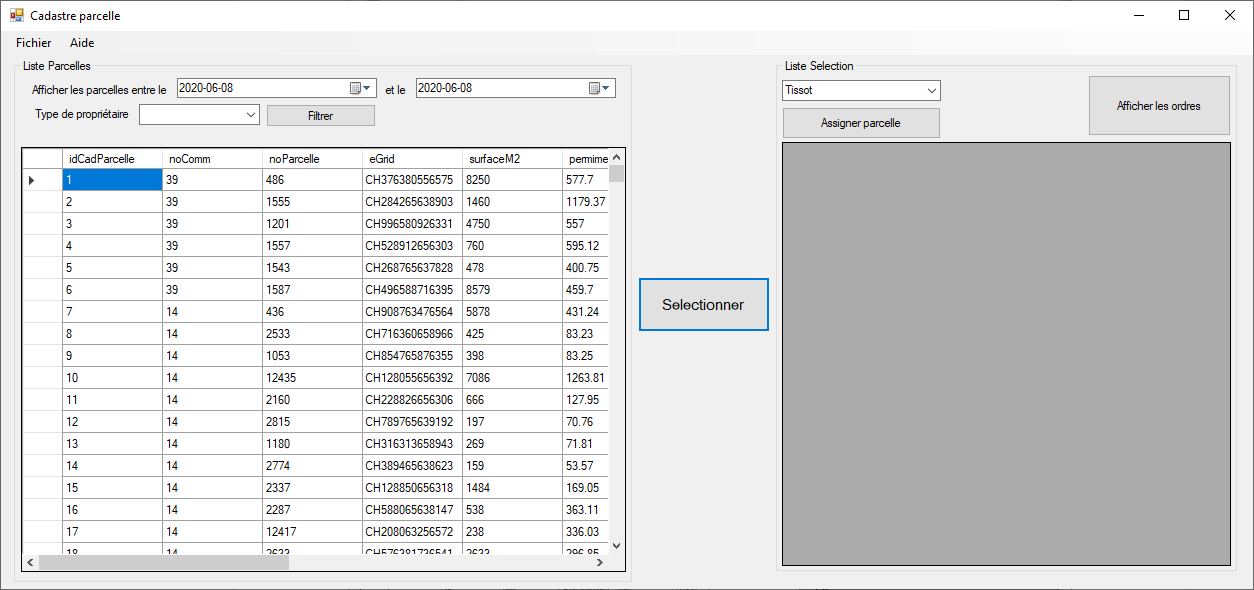 Cadastre parcelle
Fichier Aide
Liste Parcelles
Afficher les parcelles entre le 2020-06-08 et le 2020-06-08
Type de propriétaire Filtrer
idCadParcelle noComm noParcelle eGrid surfaceM2 permime
1 39 486 CH376380556575 8250 577.7
2 39 1555 CH284265638903 1460 1179.37
3 39 1201 CH996580926331 4750 557
4 39 1557 CH528912656303 760 595.12
5 39 1543 CH268765637828 478 400.75
6 39 1587 CH496588716395 8579 459.7
7 14 436 CH908763476564 5878 431.24
8 14 2533 CH716360658966 425 83.23
9 14 1053 CH854765876355 398 83.25
10 14 12435 CH128055656392 7086 1263.81
11 14 2160 CH228826656306 666 127.95
12 14 2815 CH789765639192 197 70.76
13 14 1180 CH316313658943 269 71.81
14 14 2774 CH389465638623 159 53.57
15 14 2337 CH128850656318 1484 169.05
16 14 2287 CH588065638147 538 363.11
17 14 12417 CH208063256572 238 336.03
18 14 2633 CH576381736541 2633 296.85
Selectionner
Liste Selection
Tissot
Assigner parcelle
Afficher les ordres